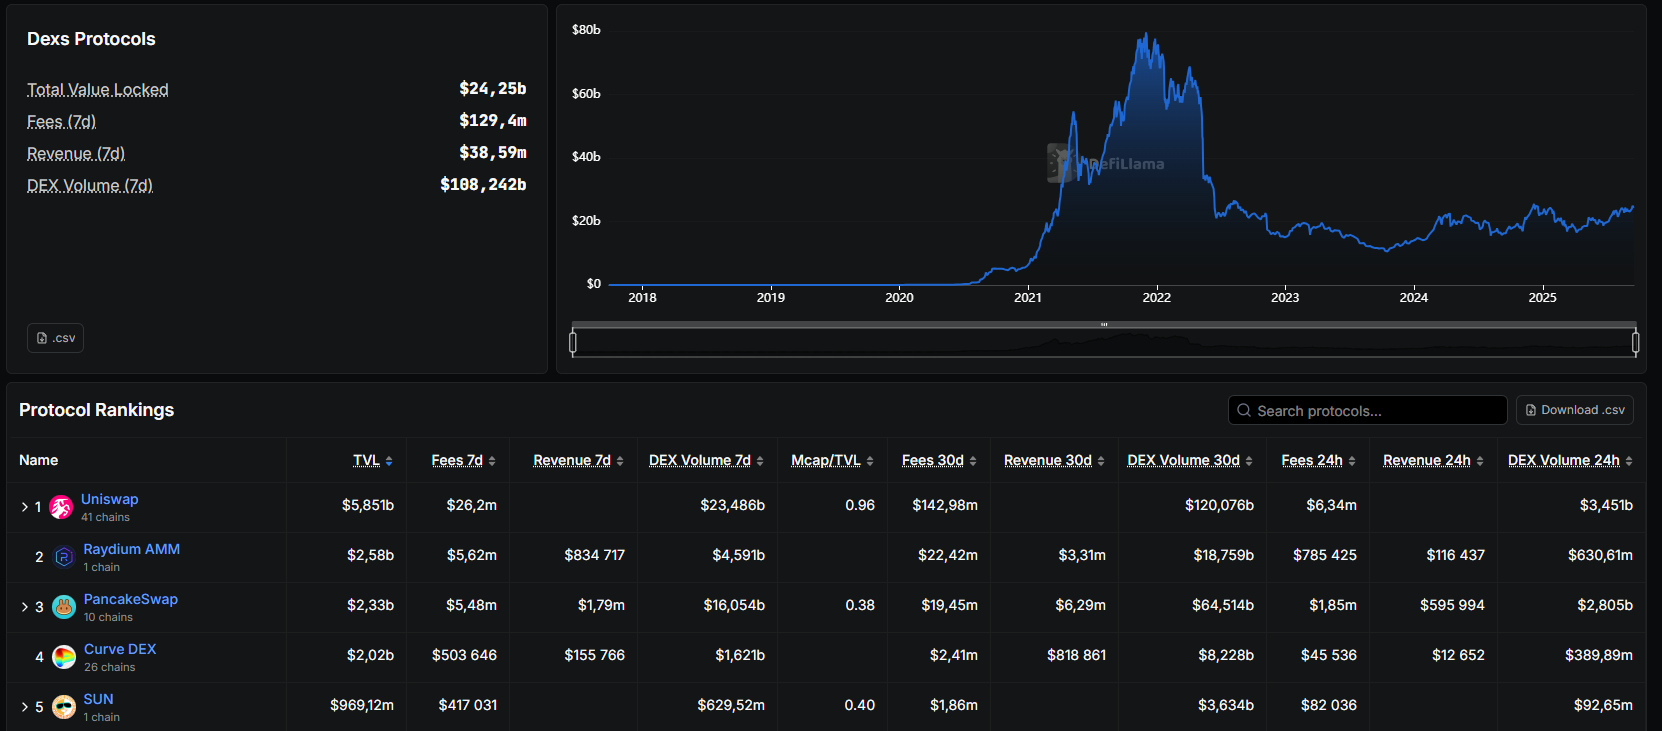 Dexs Protocols
Total Value Locked $24,25b
Fees (7d) $129,4m
Revenue (7d) $38,59m
DEX Volume (7d) $108,242b
.csv
$80b
$60b
$40b
$20b
$0
DefiLlama
2018 2019 2020 2021 2022 2023 2024 2025
Protocol Rankings
Search protocols...
Download .csv
Name TVL Fees 7d Revenue 7d DEX Volume 7d Mcap/TVL Fees 30d Revenue 30d DEX Volume 30d Fees 24h Revenue 24h DEX Volume 24h
1 Uniswap $5,851b $26,2m $23,486b 0.96 $142,98m $120,076b $6,34m $3,451b
41 chains
2 Raydium AMM $2,58b $5,62m $834 717 $4,591b $22,42m $3,31m $18,759b $785 425 $116 437 $630,61m
1 chain
3 PancakeSwap $2,33b $5,48m $1,79m $16,054b 0.38 $19,45m $6,29m $64,514b $1,85m $595 994 $2,805b
10 chains
4 Curve DEX $2,02b $503 646 $155 766 $1,621b $2,41m $818 861 $8,228b $45 536 $12 652 $389,89m
26 chains
5 SUN $969,12m $417 031 $629,52m 0.40 $1,86m $3,634b $82 036 $92,65m
1 chain